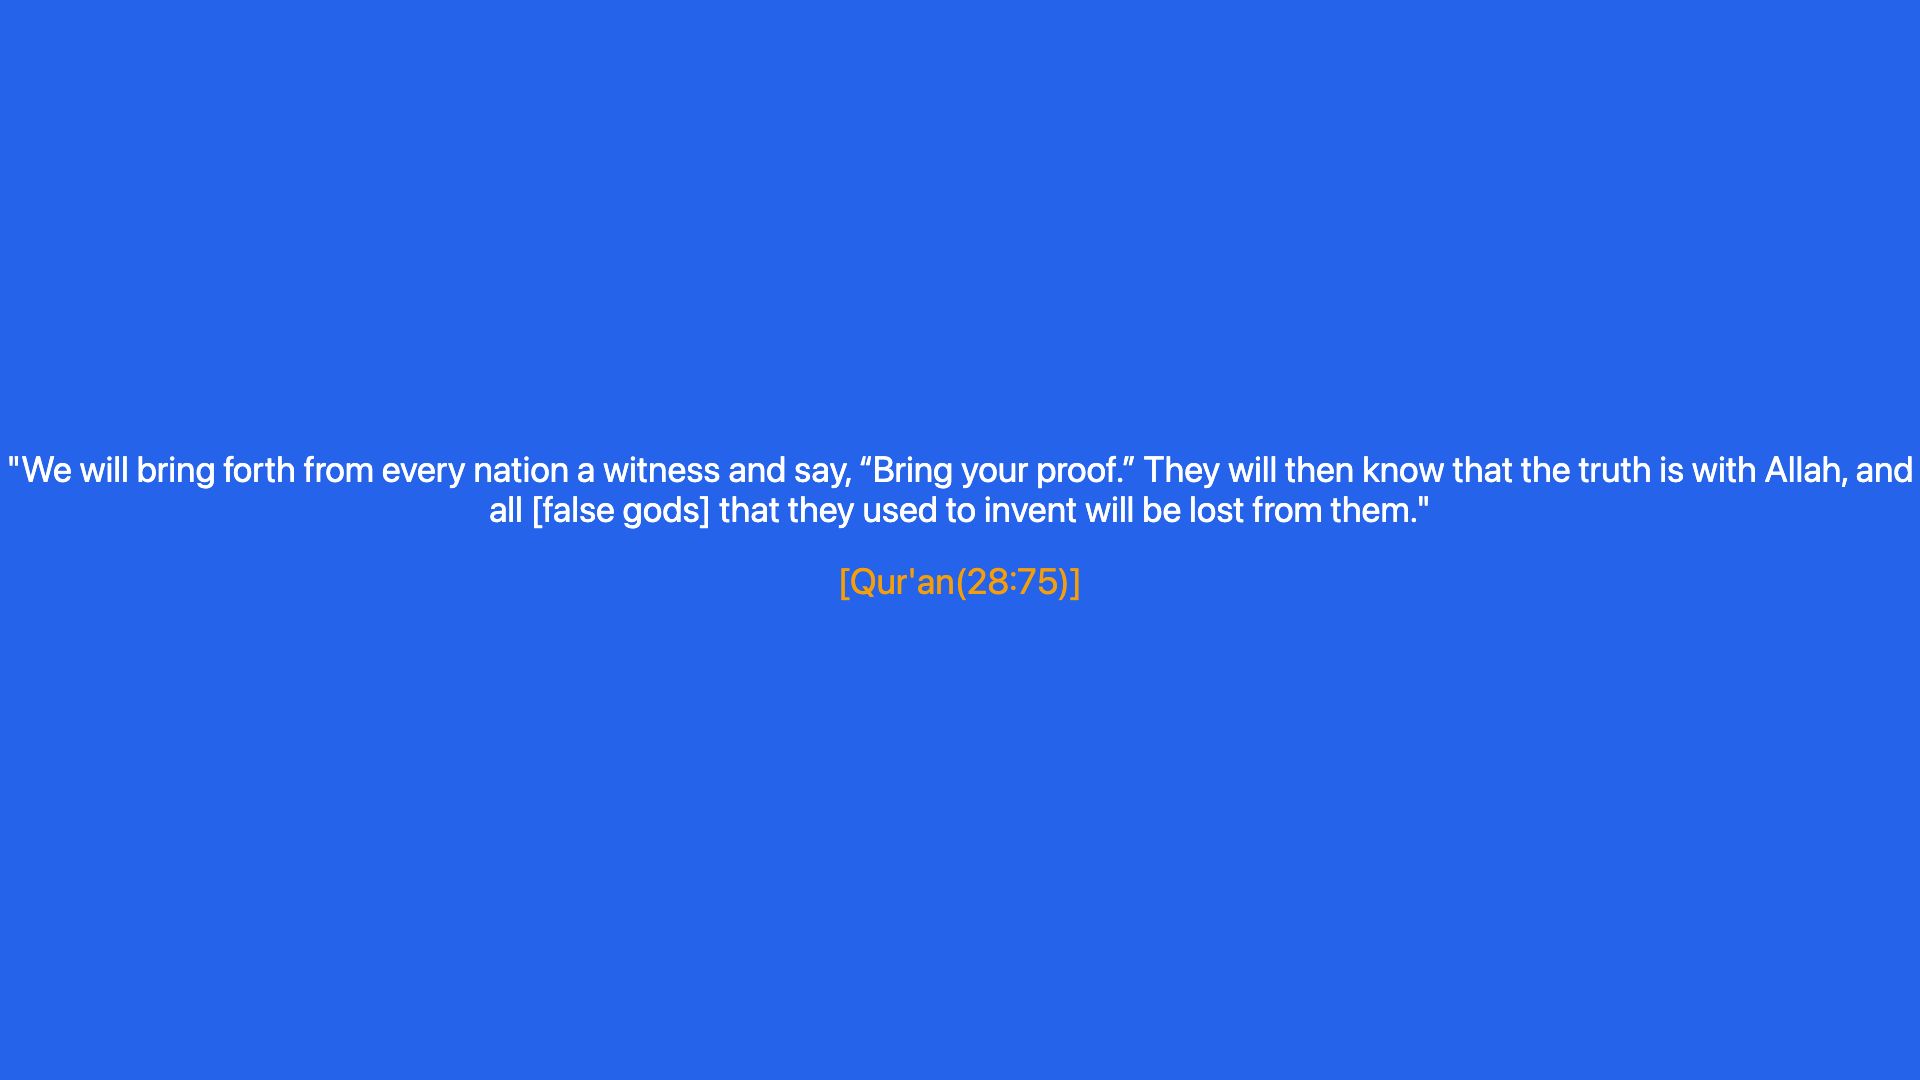 "We will bring forth from every nation a witness and say, “Bring your proof.” They will then know that the truth is with Allah, and
all [false gods] that they used to invent will be lost from them."
[Qur'an(28:75)]